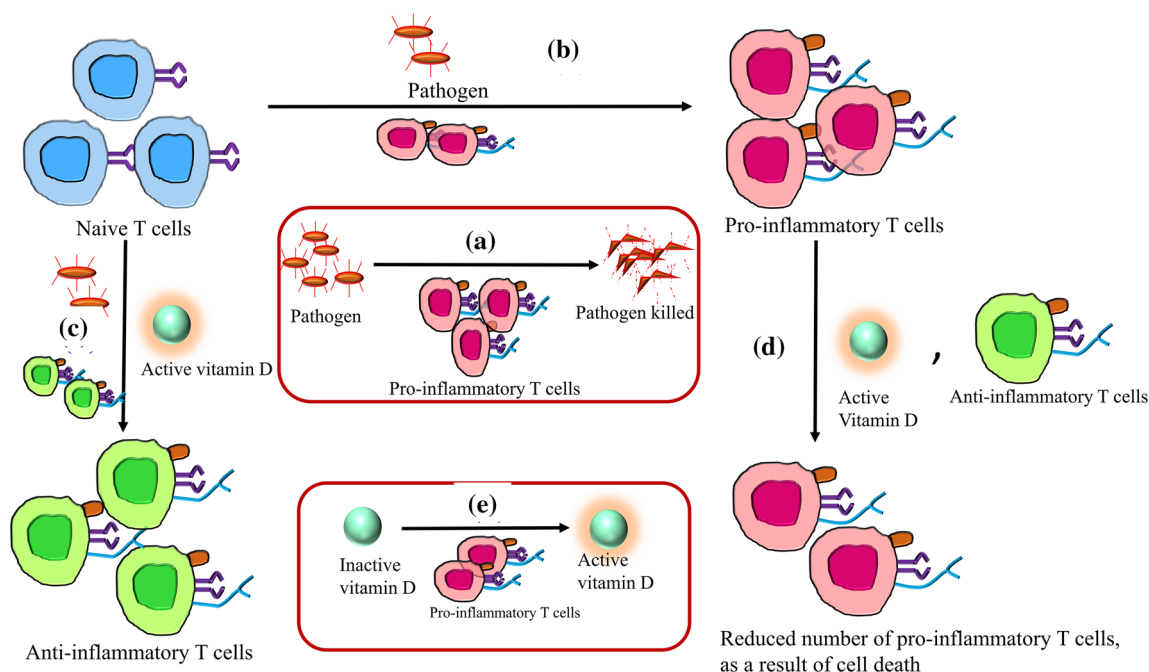 (b)
Pathogen
Naive T cells
Pro-inflammatory T cells
(a)
Pathogen
Pathogen killed
Pro-inflammatory T cells
(c)
Active vitamin D
(d)
,
Active
Vitamin D
Anti-inflammatory T cells
(e)
Inactive
vitamin D
Active
vitamin D
Pro-inflammatory T cells
Anti-inflammatory T cells
Reduced number of pro-inflammatory T cells,
as a result of cell death